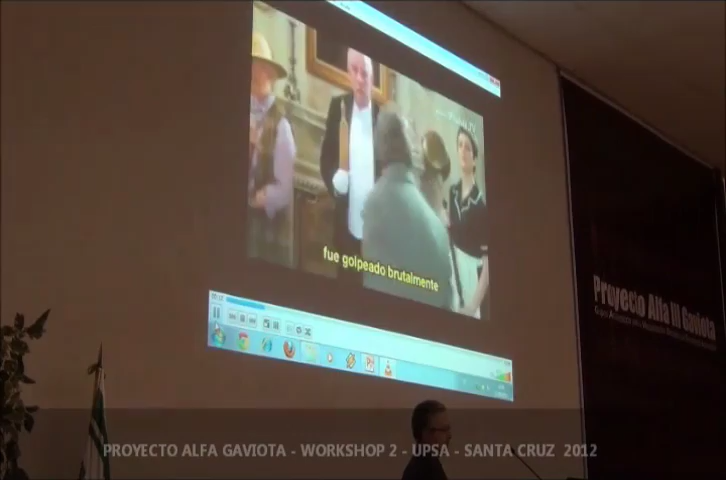 fue golpeado brutalmente
Proyecto Alfa III Gaviota
PROYECTO ALFA GAVIOTA - WORKSHOP 2 - UPSA - SANTA CRUZ 2012